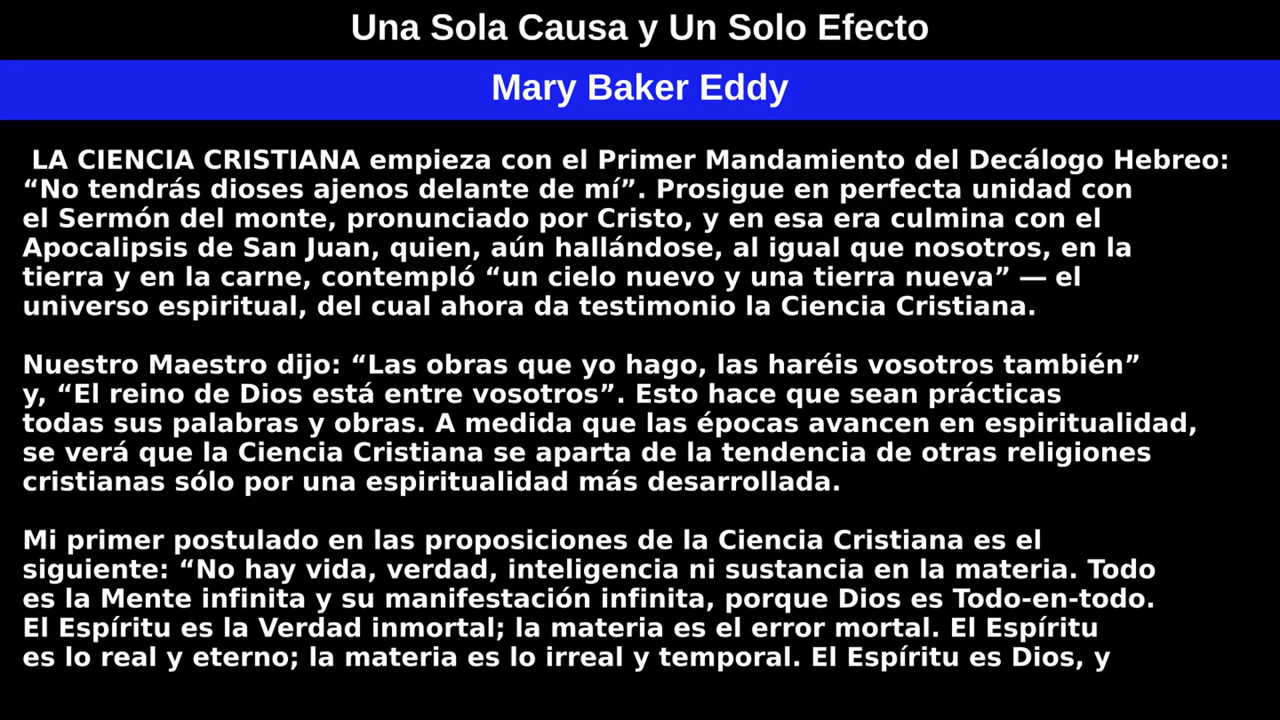 Una Sola Causa y Un Solo Efecto
Mary Baker Eddy
LA CIENCIA CRISTIANA empieza con el Primer Mandamiento del Decálogo Hebreo:
“No tendrás dioses ajenos delante de mí”. Prosigue en perfecta unidad con
el Sermón del monte, pronunciado por Cristo, y en esa era culmina con el
Apocalipsis de San Juan, quien, aún hallándose, al igual que nosotros, en la
tierra y en la carne, contempló “un cielo nuevo y una tierra nueva” — el
universo espiritual, del cual ahora da testimonio la Ciencia Cristiana.
Nuestro Maestro dijo: “Las obras que yo hago, las haréis vosotros también”
y, “El reino de Dios está entre vosotros”. Esto hace que sean prácticas
todas sus palabras y obras. A medida que las épocas avancen en espiritualidad,
se verá que la Ciencia Cristiana se aparta de la tendencia de otras religiones
cristianas sólo por una espiritualidad más desarrollada.
Mi primer postulado en las proposiciones de la Ciencia Cristiana es el
siguiente: “No hay vida, verdad, inteligencia ni sustancia en la materia. Todo
es la Mente infinita y su manifestación infinita, porque Dios es Todo-en-todo.
El Espíritu es la Verdad inmortal; la materia es el error mortal. El Espíritu
es lo real y eterno; la materia es lo irreal y temporal. El Espíritu es Dios, y